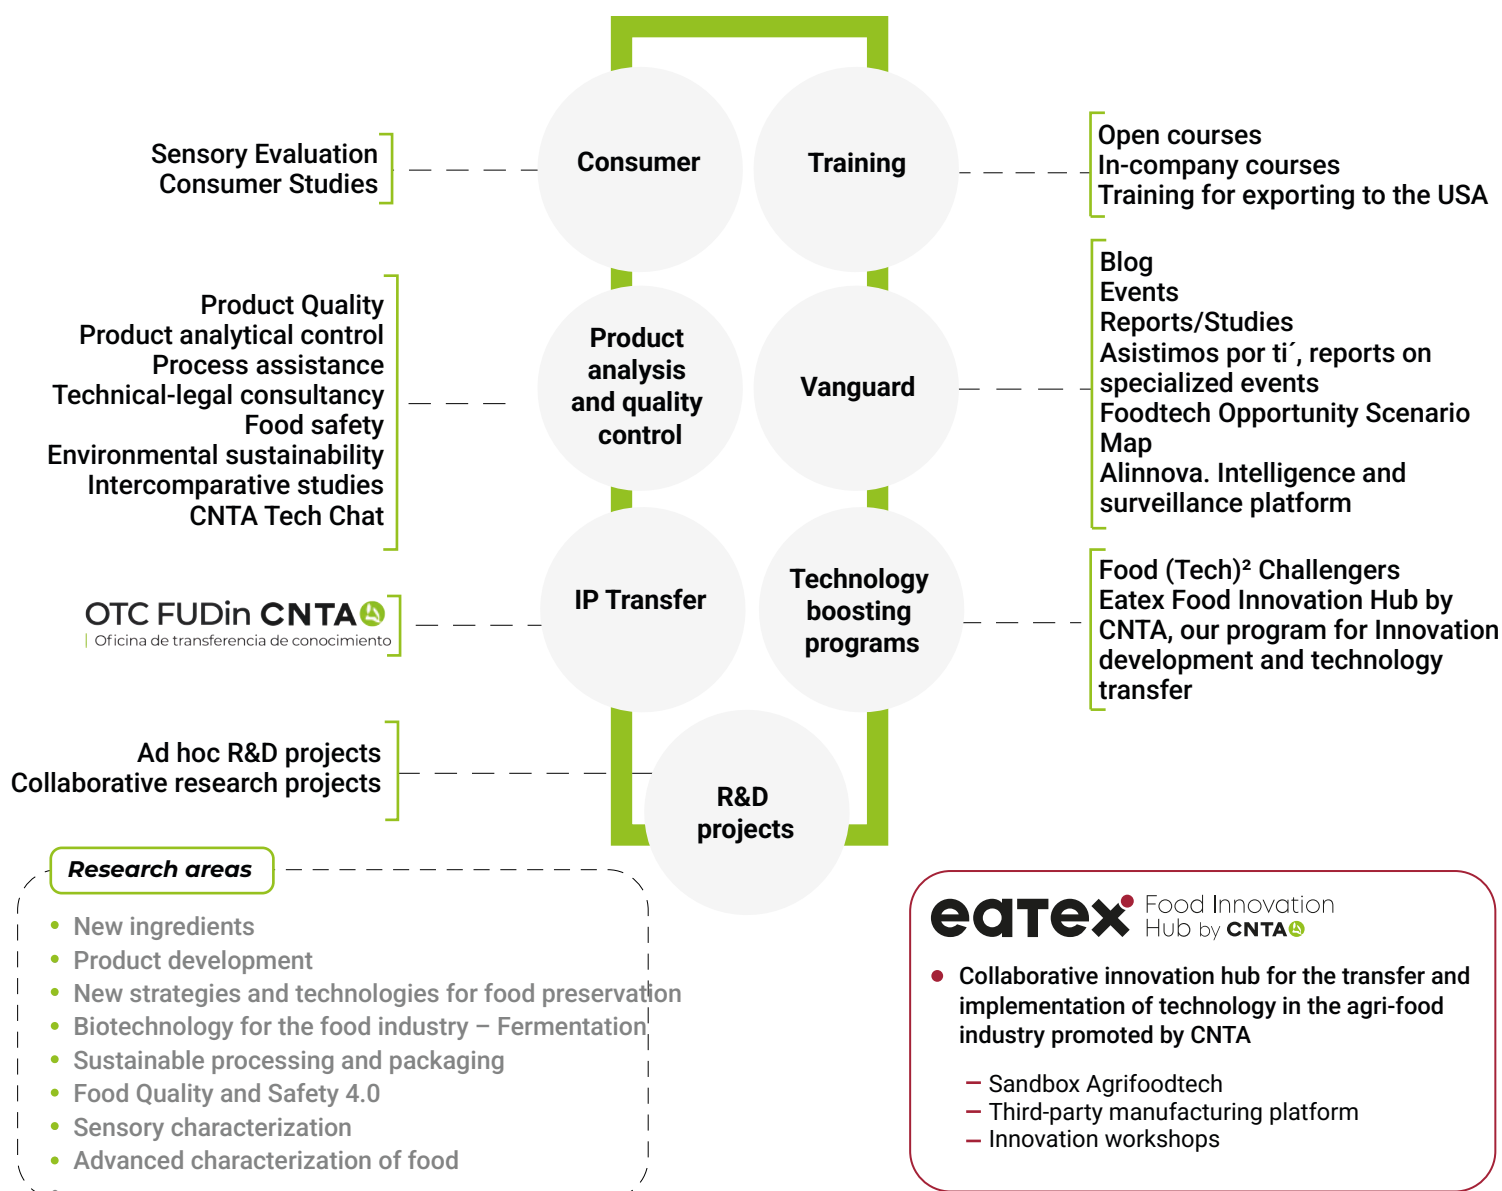 Sensory Evaluation
Consumer Studies
Consumer
Training
Open courses
In-company courses
Training for exporting to the USA
Product Quality
Product analytical control
Process assistance
Technical-legal consultancy
Food safety
Environmental sustainability
Intercomparative studies
CNTA Tech Chat
Product
analysis
and quality
control
Vanguard
Blog
Events
Reports/Studies
Asistimos por ti´, reports on
specialized events
Foodtech Opportunity Scenario
Map
Alinnova. Intelligence and
surveillance platform
OTC FUDin CNTA
Oficina de transferencia de conocimiento
IP Transfer
Technology
boosting
programs
Food (Tech)² Challengers
Eatex Food Innovation Hub by
CNTA, our program for Innovation
development and technology
transfer
Ad hoc R&D projects
Collaborative research projects
R&D
projects
Research areas
• New ingredients
• Product development
• New strategies and technologies for food preservation
• Biotechnology for the food industry – Fermentation
• Sustainable processing and packaging
• Food Quality and Safety 4.0
• Sensory characterization
• Advanced characterization of food
eatex Food Innovation
Hub by CNTA
• Collaborative innovation hub for the transfer and
implementation of technology in the agri-food
industry promoted by CNTA
– Sandbox Agrifoodtech
– Third-party manufacturing platform
– Innovation workshops